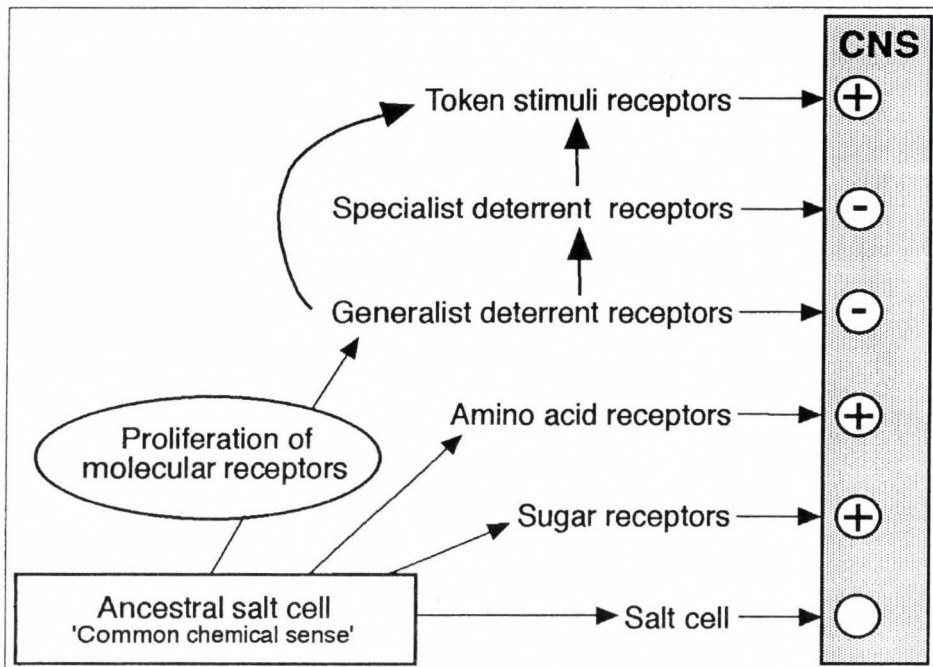 CNS
Token stimuli receptors
+
Specialist deterrent receptors
-
Generalist deterrent receptors
-
Amino acid receptors
+
Proliferation of
molecular receptors
Sugar receptors
+
Ancestral salt cell
'Common chemical sense'
Salt cell